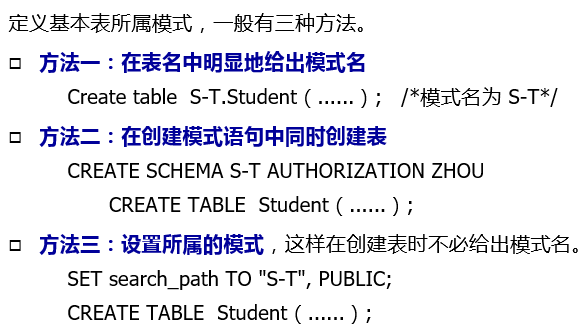 定义基本表所属模式，一般有三种方法。
□ 方法一：在表名中明显地给出模式名
Create table S-T.Student（......）; /*模式名为 S-T*/
□ 方法二：在创建模式语句中同时创建表
CREATE SCHEMA S-T AUTHORIZATION ZHOU
CREATE TABLE Student（......）;
□ 方法三：设置所属的模式，这样在创建表时不必给出模式名。
SET search_path TO "S-T", PUBLIC;
CREATE TABLE Student（......）;